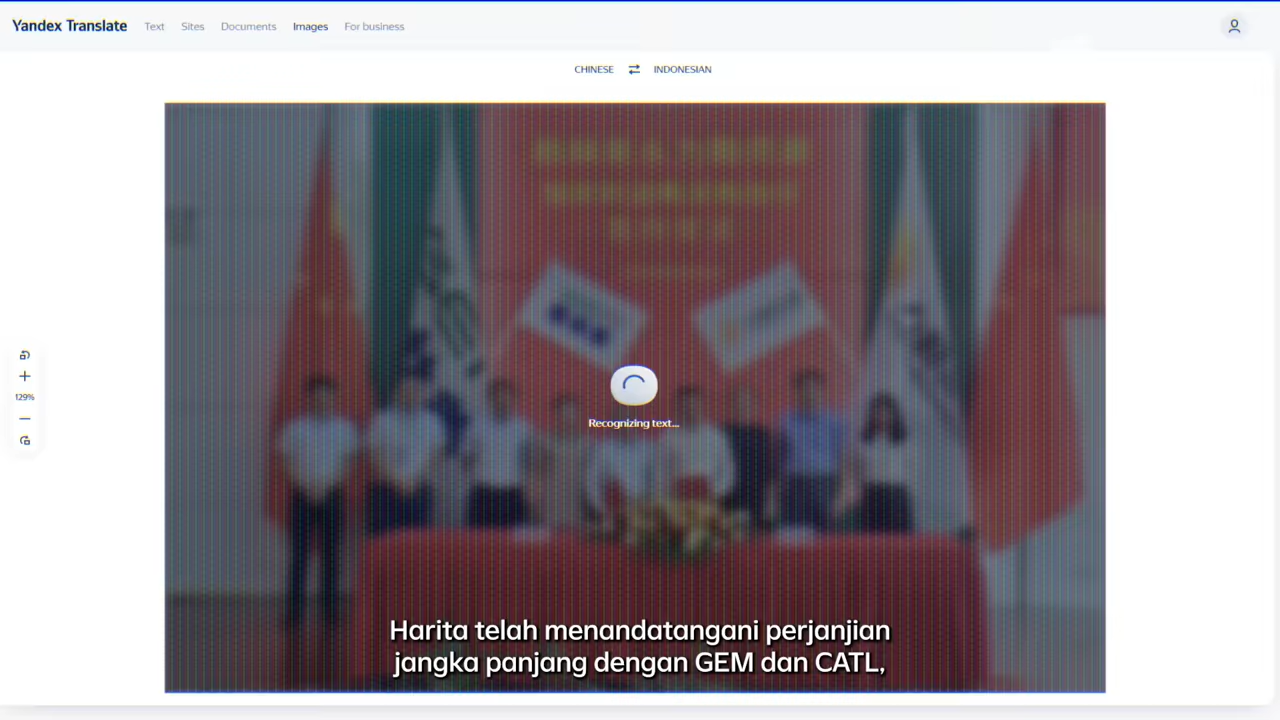 Yandex Translate Text Sites Documents Images For business
CHINESE INDONESIAN
129%
Recognizing text...
Harita telah menandatangani perjanjian
jangka panjang dengan GEM dan CATL,